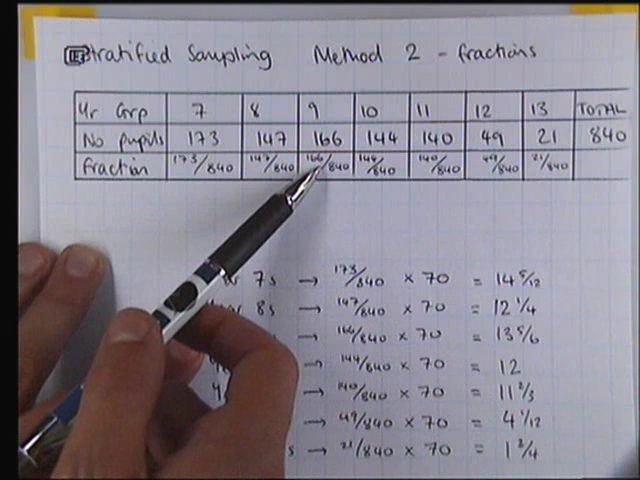 Stratified Sampling Method 2 - fractions
Yr Grp 7 8 9 10 11 12 13 TOTAL
No pupils 173 147 166 144 140 49 21 840
fraction 173/840 147/840 166/840 144/840 140/840 49/840 21/840
7s → 173/840 × 70 = 14 5/12
8s → 147/840 × 70 = 12 1/4
→ 166/840 × 70 = 13 5/6
→ 144/840 × 70 = 12
→ 140/840 × 70 = 11 2/3
→ 49/840 × 70 = 4 1/12
s → 21/840 × 70 = 1 3/4